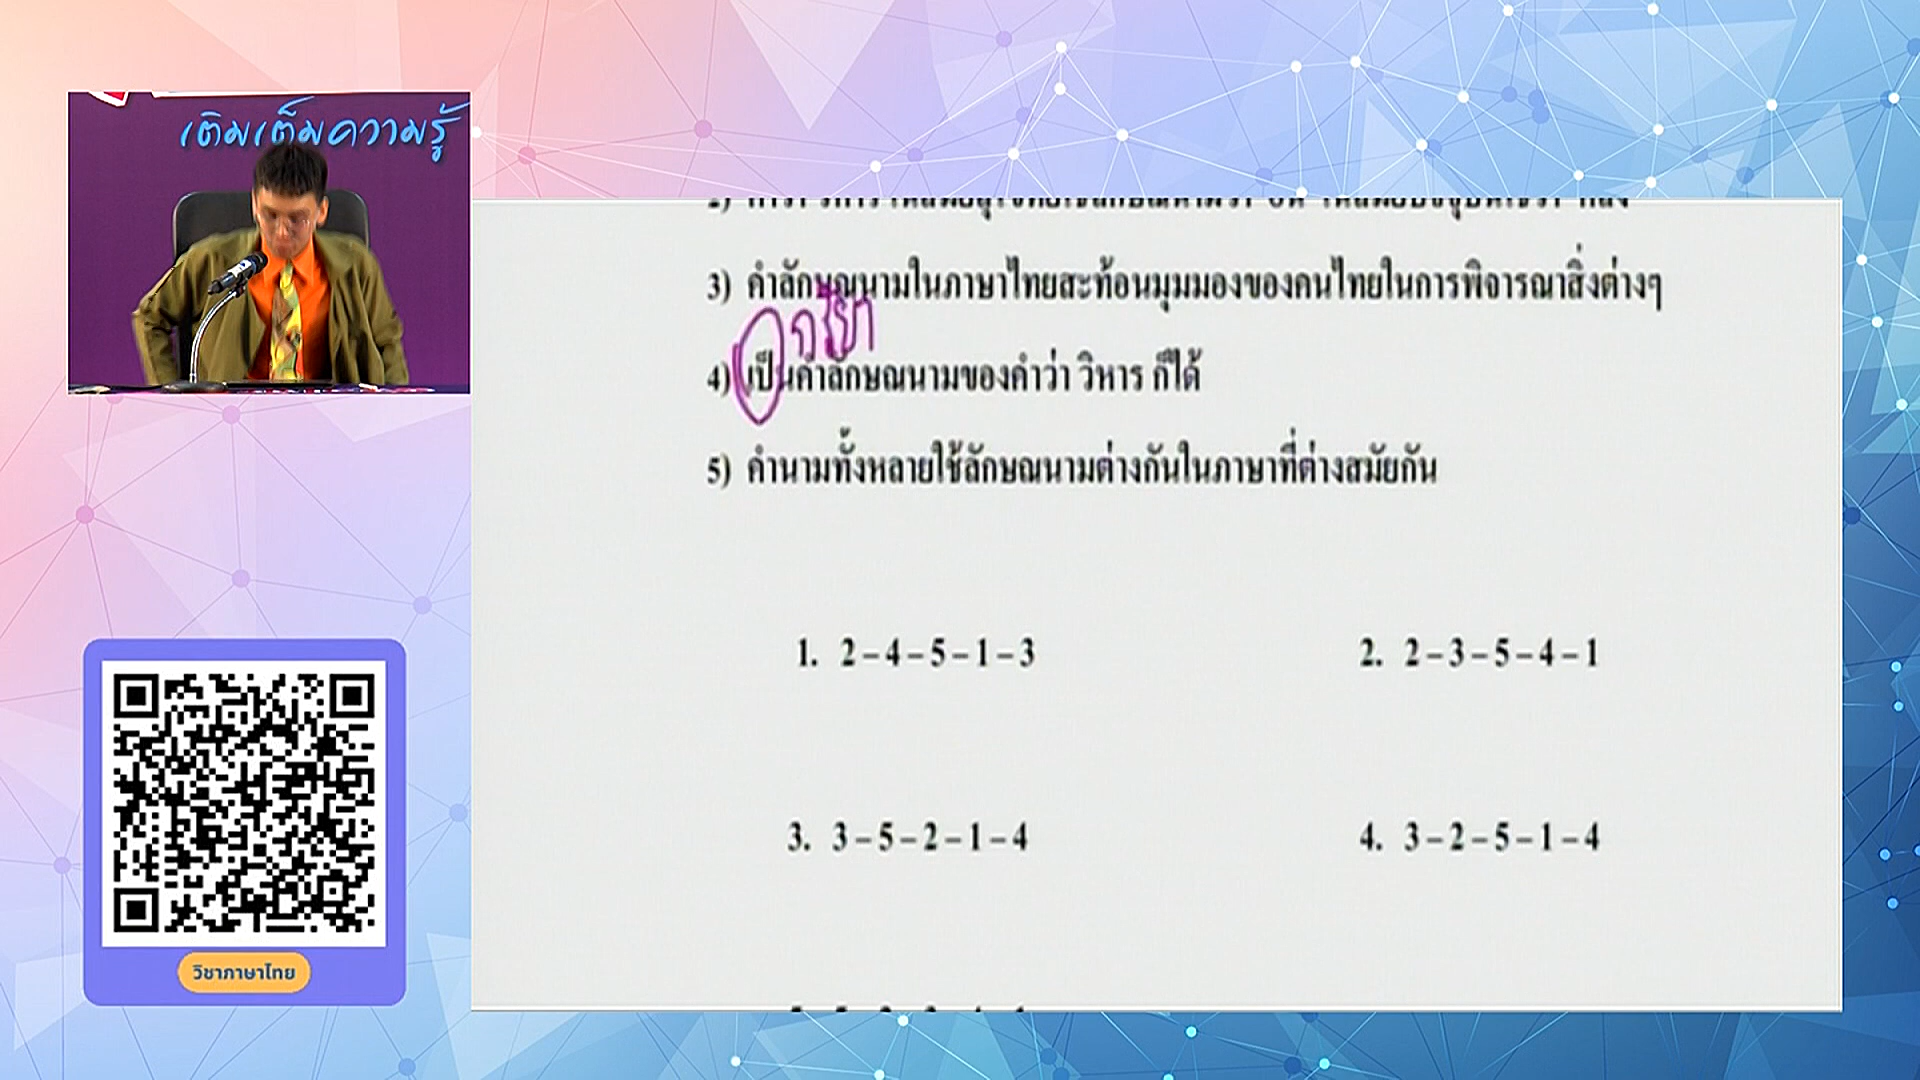 เติมเต็มความรู้
3) คำลักษณนามในภาษาไทยสะท้อนมุมมองของคนไทยในการพิจารณาสิ่งต่างๆ
กริยา
4) เป็นคำลักษณนามของคำว่า วิหาร ก็ได้
5) คำนามทั้งหลายใช้ลักษณนามต่างกันในภาษาที่ต่างสมัยกัน
1. 2 – 4 – 5 – 1 – 3
2. 2 – 3 – 5 – 4 – 1
3. 3 – 5 – 2 – 1 – 4
4. 3 – 2 – 5 – 1 – 4
วิชาภาษาไทย